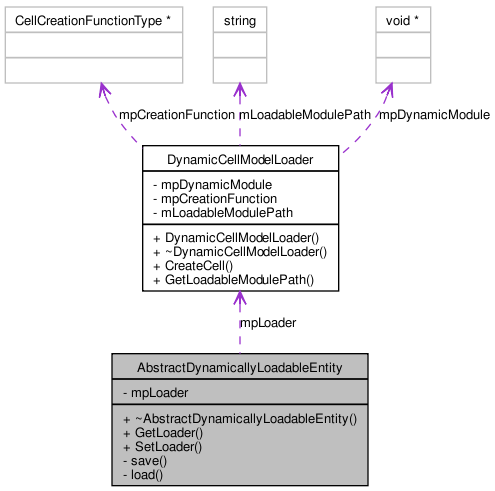 CellCreationFunctionType *
string
void *
mpCreationFunction
mLoadableModulePath
mpDynamicModule
DynamicCellModelLoader
- mpDynamicModule
- mpCreationFunction
- mLoadableModulePath
+ DynamicCellModelLoader()
+ ~DynamicCellModelLoader()
+ CreateCell()
+ GetLoadableModulePath()
mpLoader
AbstractDynamicallyLoadableEntity
- mpLoader
+ ~AbstractDynamicallyLoadableEntity()
+ GetLoader()
+ SetLoader()
- save()
- load()